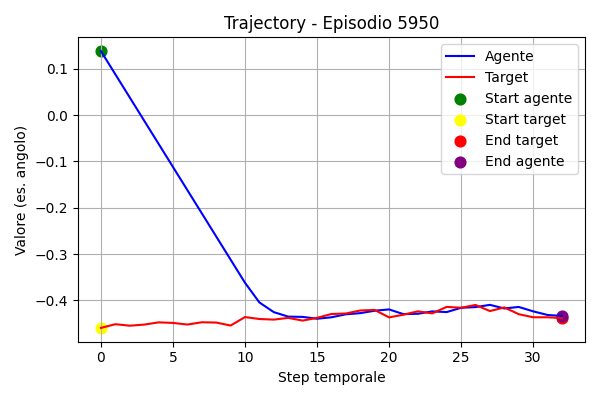 Trajectory - Episodio 5950
Agente
Target
Start agente
Start target
End target
End agente
Valore (es. angolo)
0.1
0.0
−0.1
−0.2
−0.3
−0.4
0 5 10 15 20 25 30
Step temporale